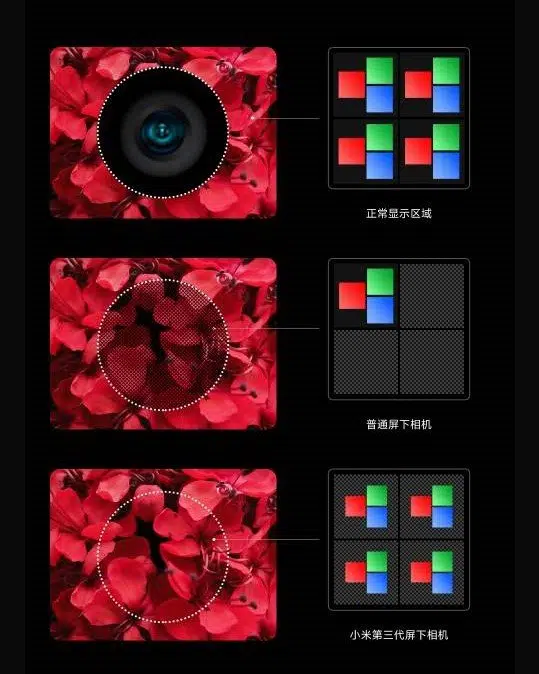 正常显示区域
普通屏下相机
小米第三代屏下相机